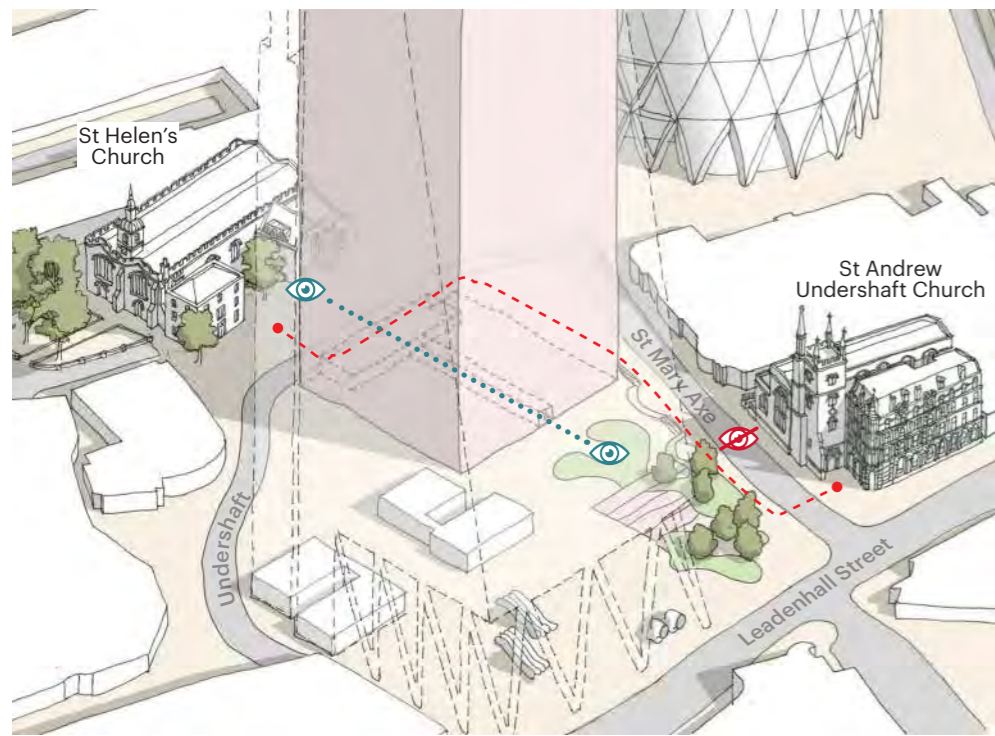 St Helen's
Church
St Andrew
Undershaft Church
St Mary Axe
Undershaft
Leadenhall Street